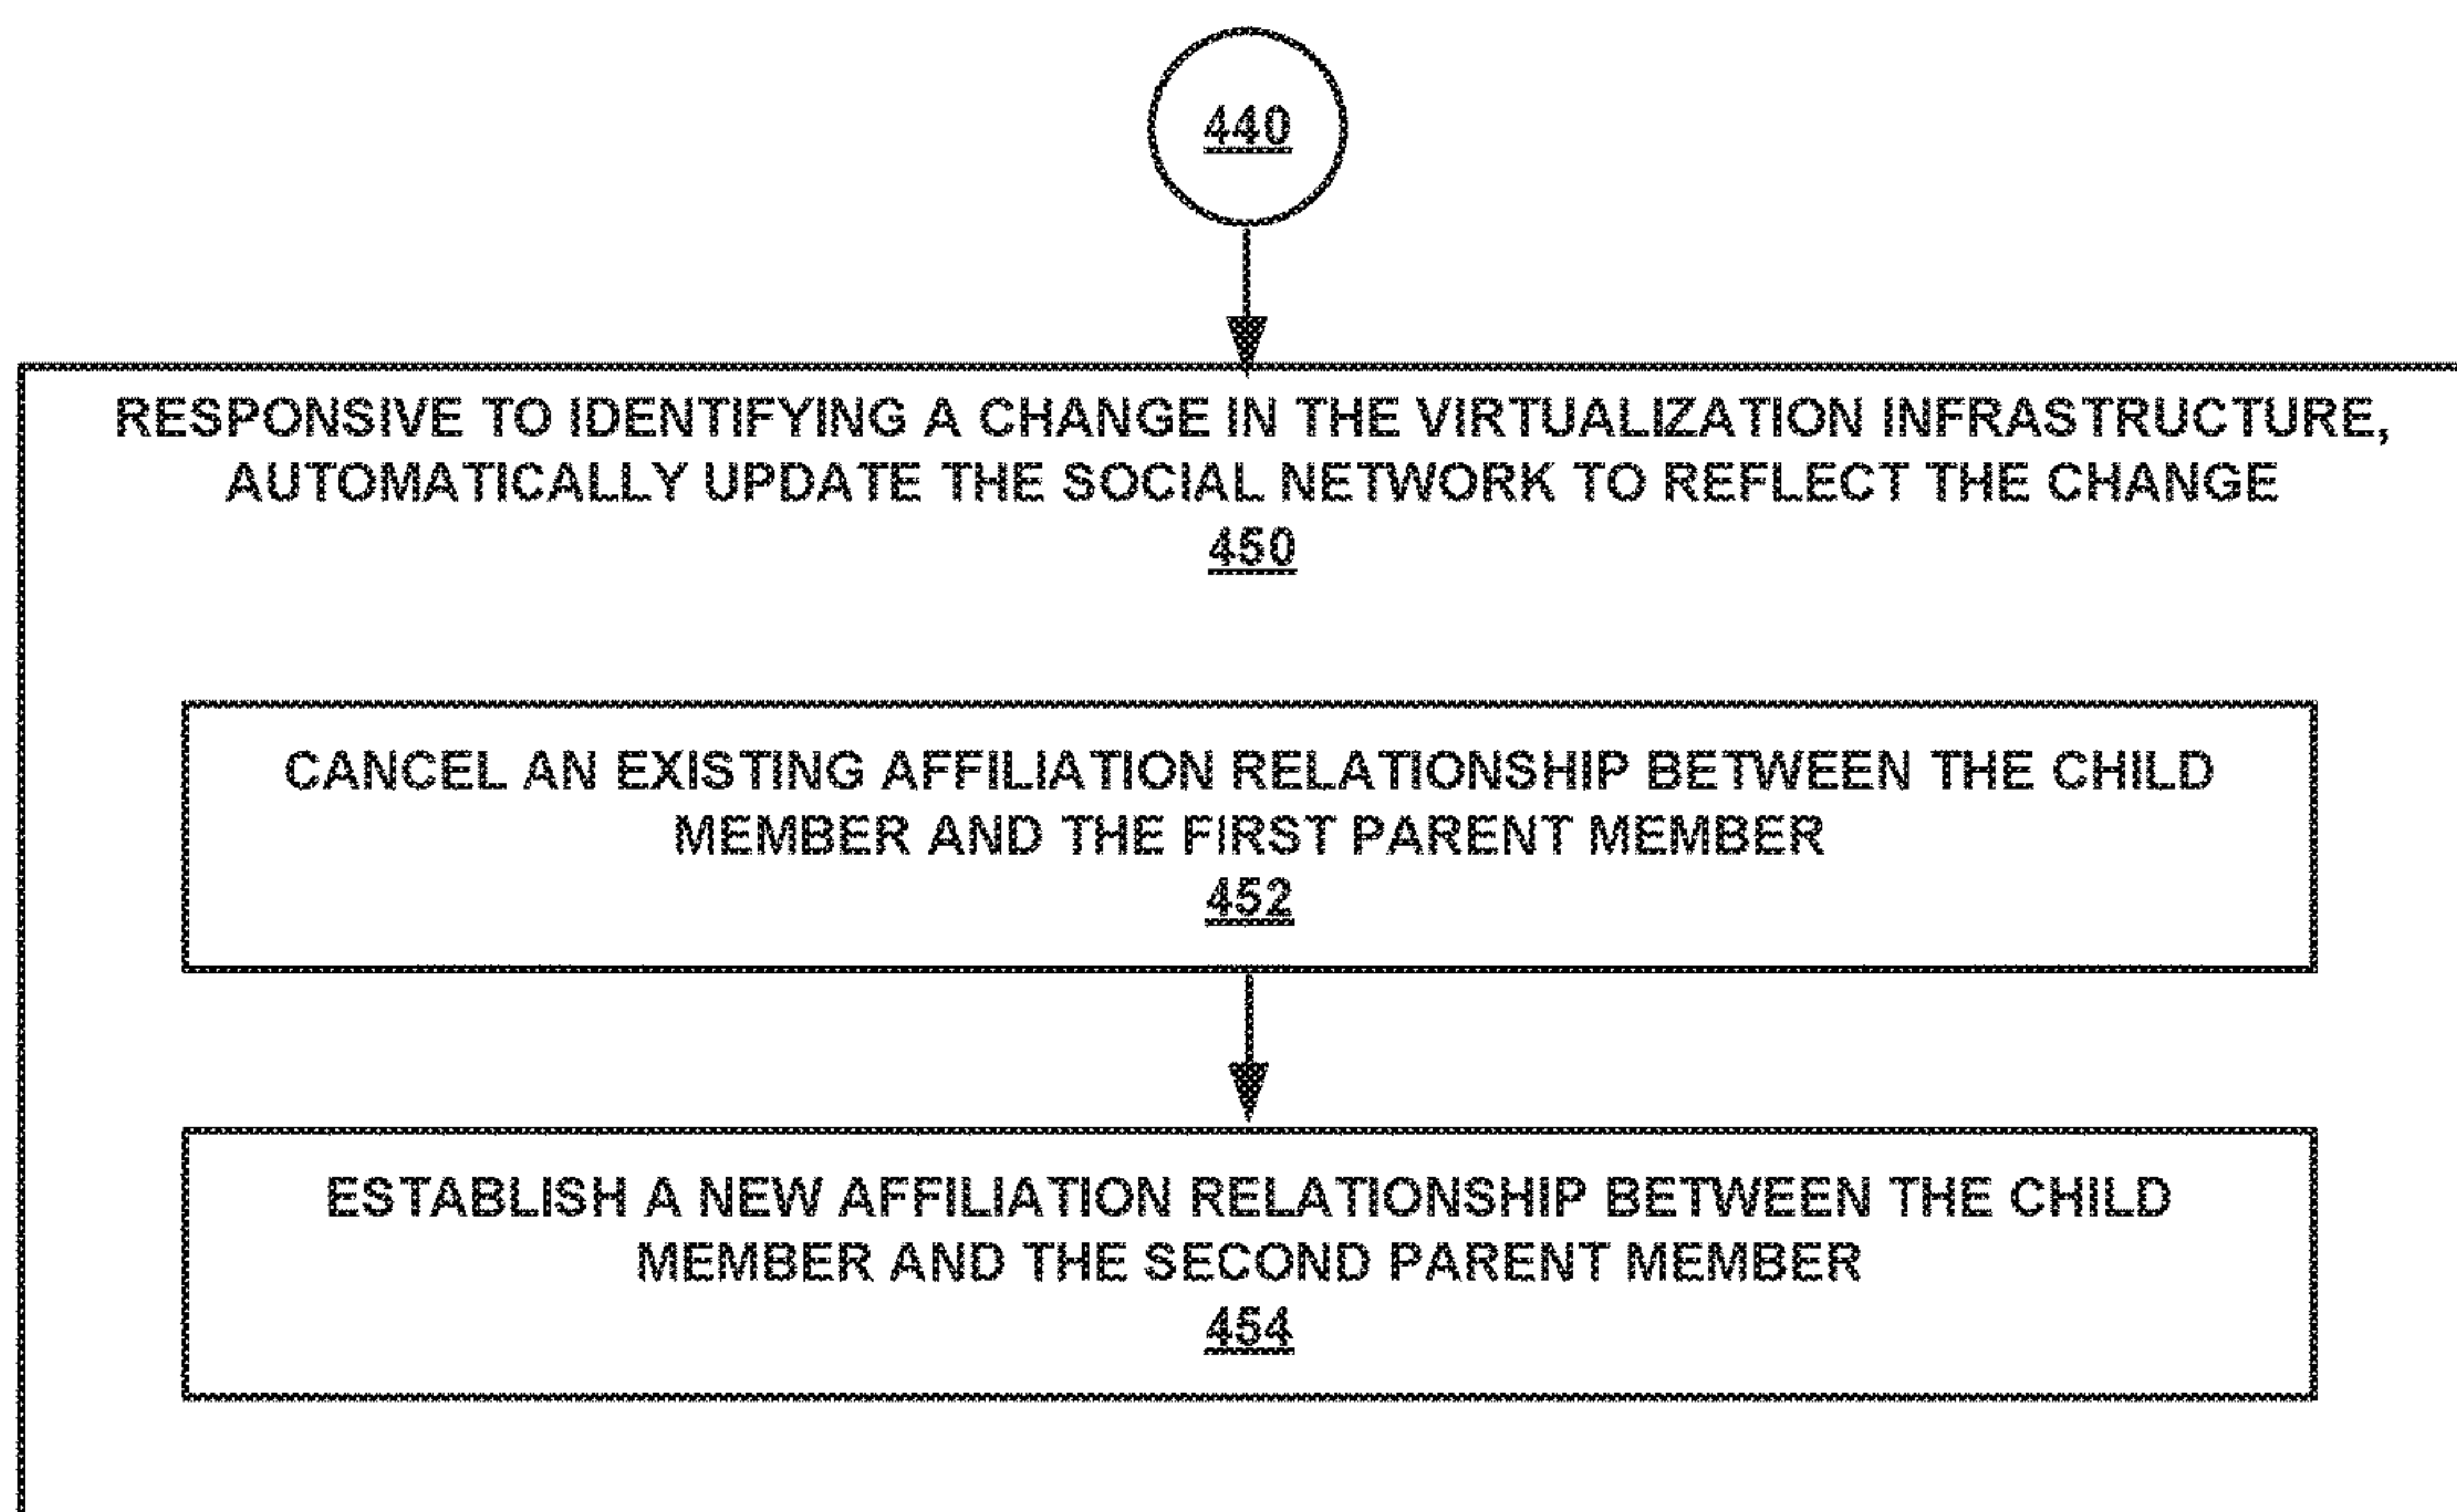 440
RESPONSIVE TO IDENTIFYING A CHANGE IN THE VIRTUALIZATION INFRASTRUCTURE,
AUTOMATICALLY UPDATE THE SOCIAL NETWORK TO REFLECT THE CHANGE
450
CANCEL AN EXISTING AFFILIATION RELATIONSHIP BETWEEN THE CHILD
MEMBER AND THE FIRST PARENT MEMBER
452
ESTABLISH A NEW AFFILIATION RELATIONSHIP BETWEEN THE CHILD
MEMBER AND THE SECOND PARENT MEMBER
454